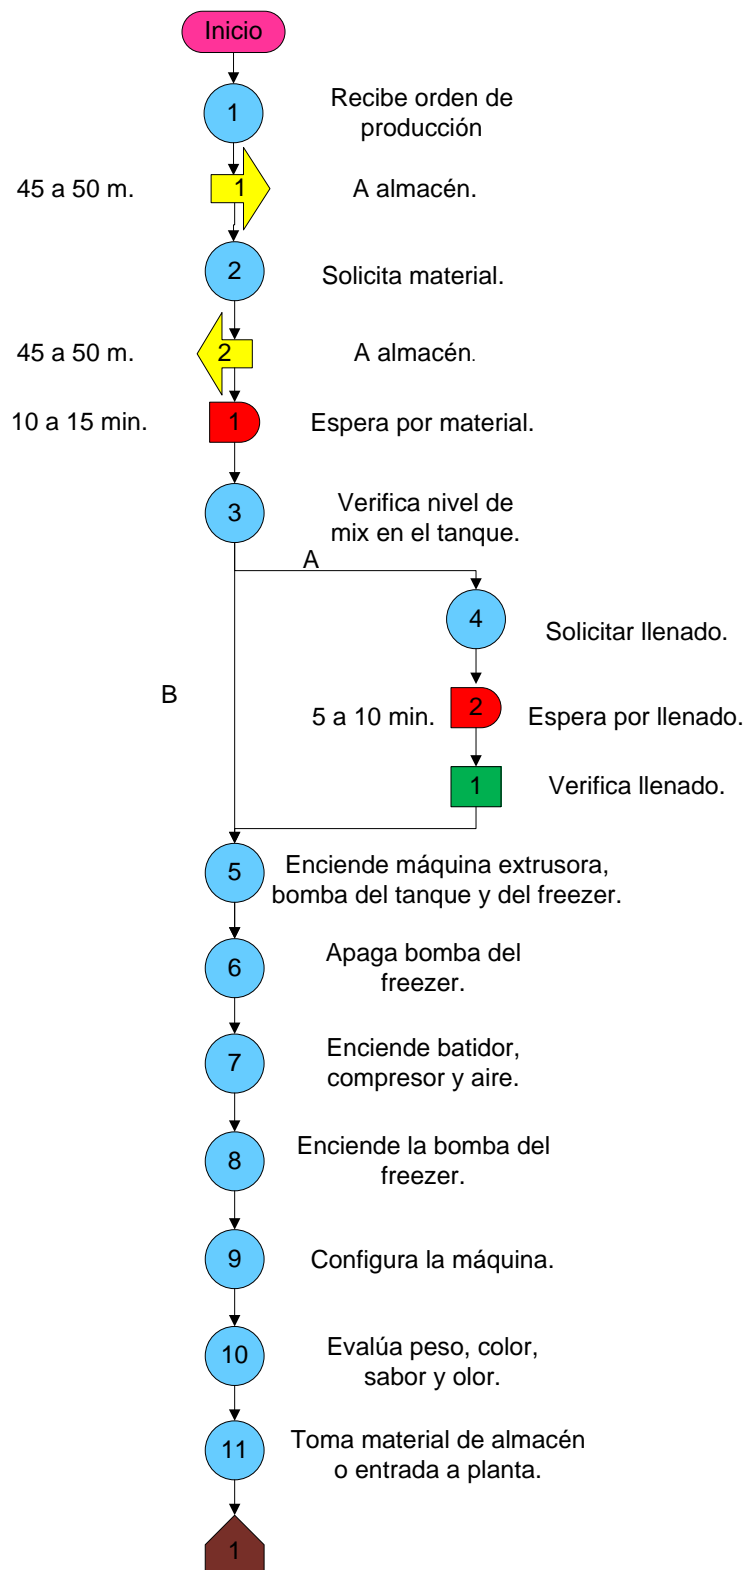 Inicio
1
Recibe orden de
producción
45 a 50 m.
1
A almacén.
2
Solicita material.
45 a 50 m.
2
A almacén.
10 a 15 min.
1
Espera por material.
3
Verifica nivel de
mix en el tanque.
A
4
Solicitar llenado.
B
5 a 10 min.
2
Espera por llenado.
1
Verifica llenado.
5
Enciende máquina extrusora,
bomba del tanque y del freezer.
6
Apaga bomba del
freezer.
7
Enciende batidor,
compresor y aire.
8
Enciende la bomba del
freezer.
9
Configura la máquina.
10
Evalúa peso, color,
sabor y olor.
11
Toma material de almacén
o entrada a planta.
1